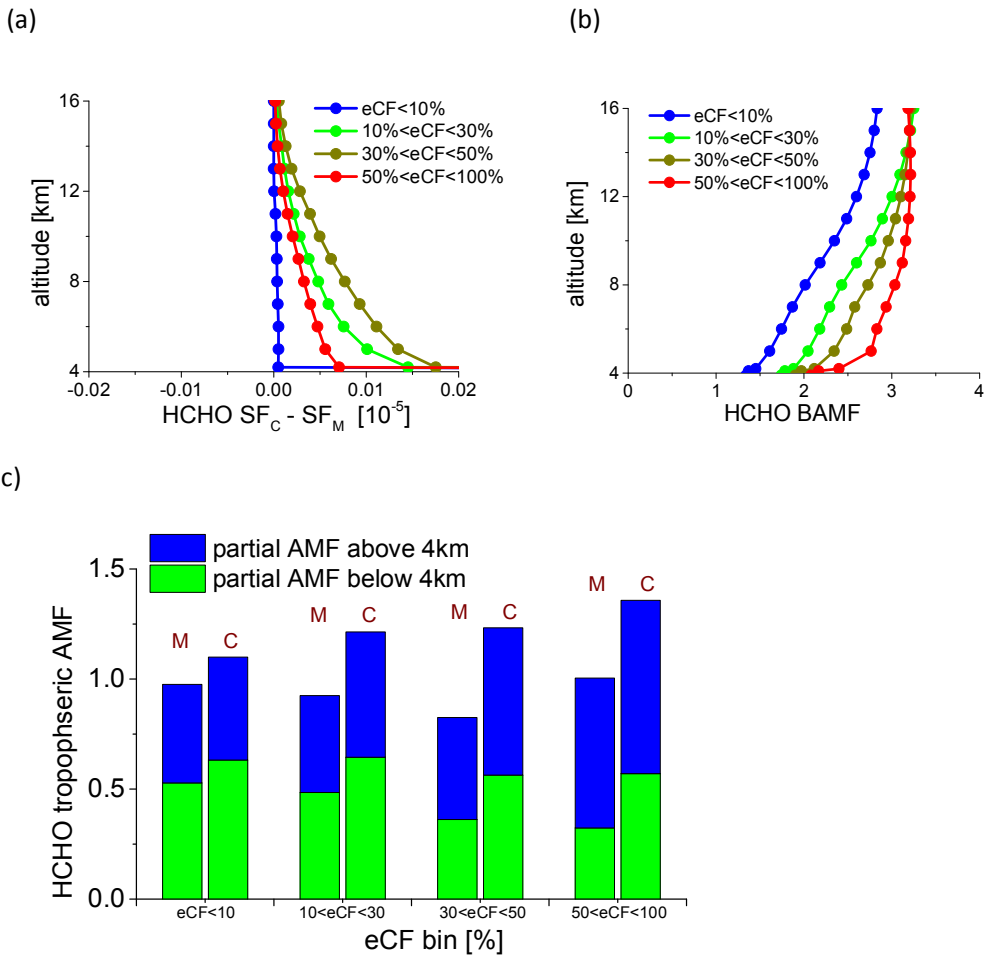 (a)
(b)
16
12
8
4
altitude [km]
eCF<10%
10%<eCF<30%
30%<eCF<50%
50%<eCF<100%
-0.02
-0.01
0.00
0.01
0.02
HCHO SF_C - SF_M [10^-5]
16
12
8
4
altitude [km]
eCF<10%
10%<eCF<30%
30%<eCF<50%
50%<eCF<100%
0
1
2
3
4
HCHO BAMF
c)
partial AMF above 4km
partial AMF below 4km
1.5
1.0
0.5
0.0
HCHO tropophseric AMF
M C
M C
M C
M C
eCF<10
10<eCF<30
30<eCF<50
50<eCF<100
eCF bin [%]